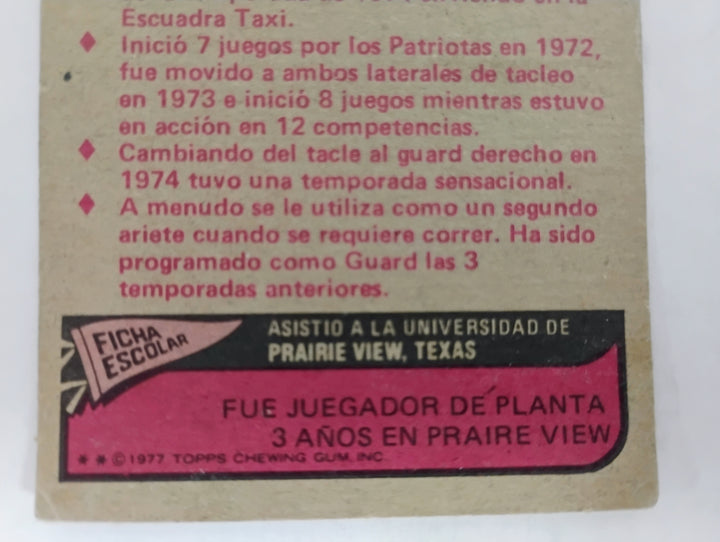 Escuadra Taxi.
♦ Inició 7 juegos por los Patriotas en 1972,
fue movido a ambos laterales de tacleo
en 1973 e inició 8 juegos mientras estuvo
en acción en 12 competencias.
♦ Cambiando del tacle al guard derecho en
1974 tuvo una temporada sensacional.
♦ A menudo se le utiliza como un segundo
ariete cuando se requiere correr. Ha sido
programado como Guard las 3
temporadas anteriores.
FICHA
ESCOLAR
ASISTIO A LA UNIVERSIDAD DE
PRAIRIE VIEW, TEXAS
FUE JUEGADOR DE PLANTA
3 AÑOS EN PRAIRE VIEW
* * ©1977 TOPPS CHEWING GUM, INC.